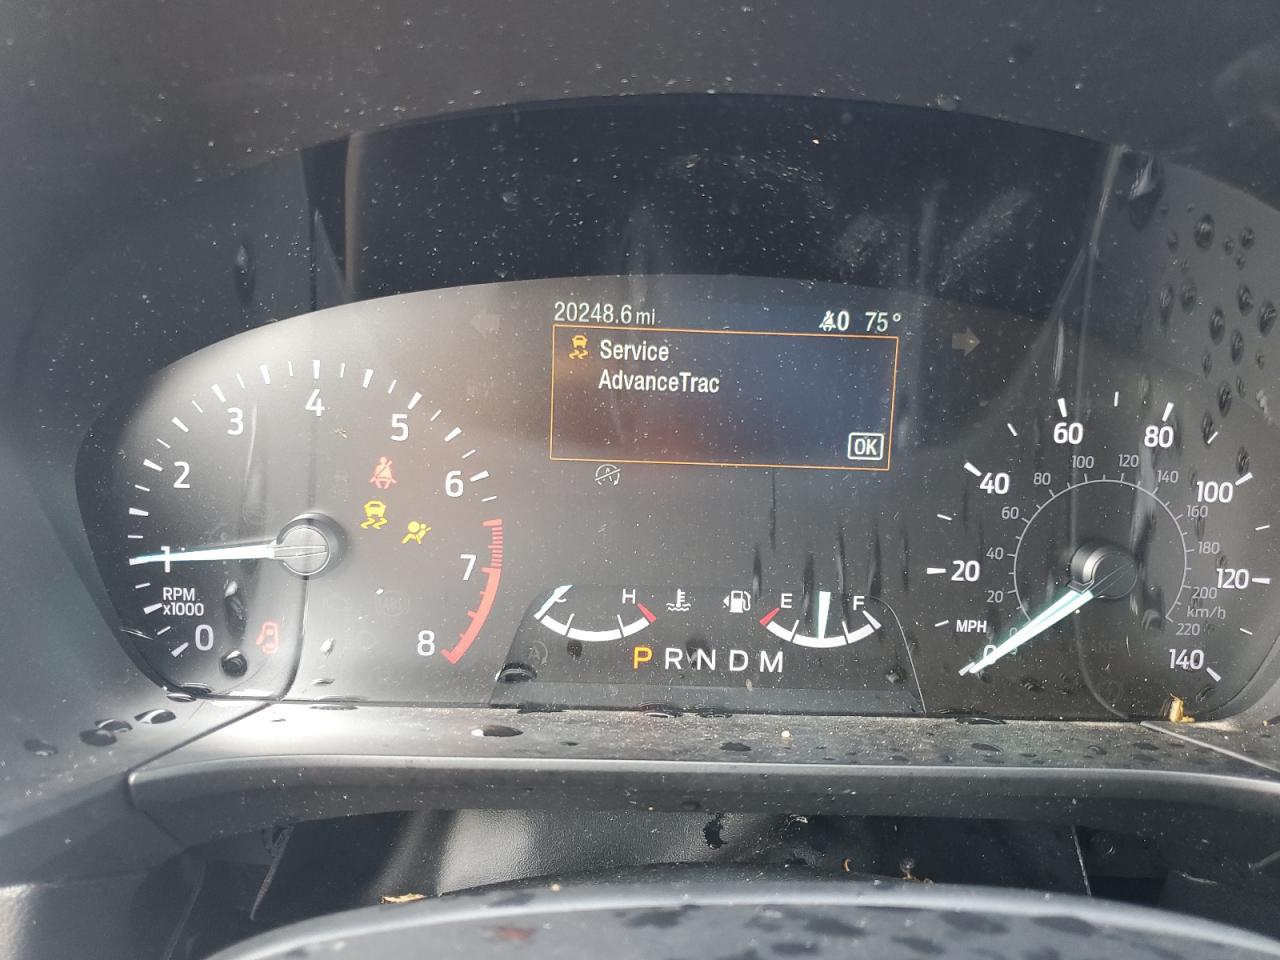 20248.6 mi 0 75°
Service
AdvanceTrac
OK
0 1 2 3 4 5 6 7 8
RPM
x1000
H E F
P R N D M
0 20 40 60 80 100 120 140
MPH
20 40 60 80 100 120 140 160 180 200 220
km/h